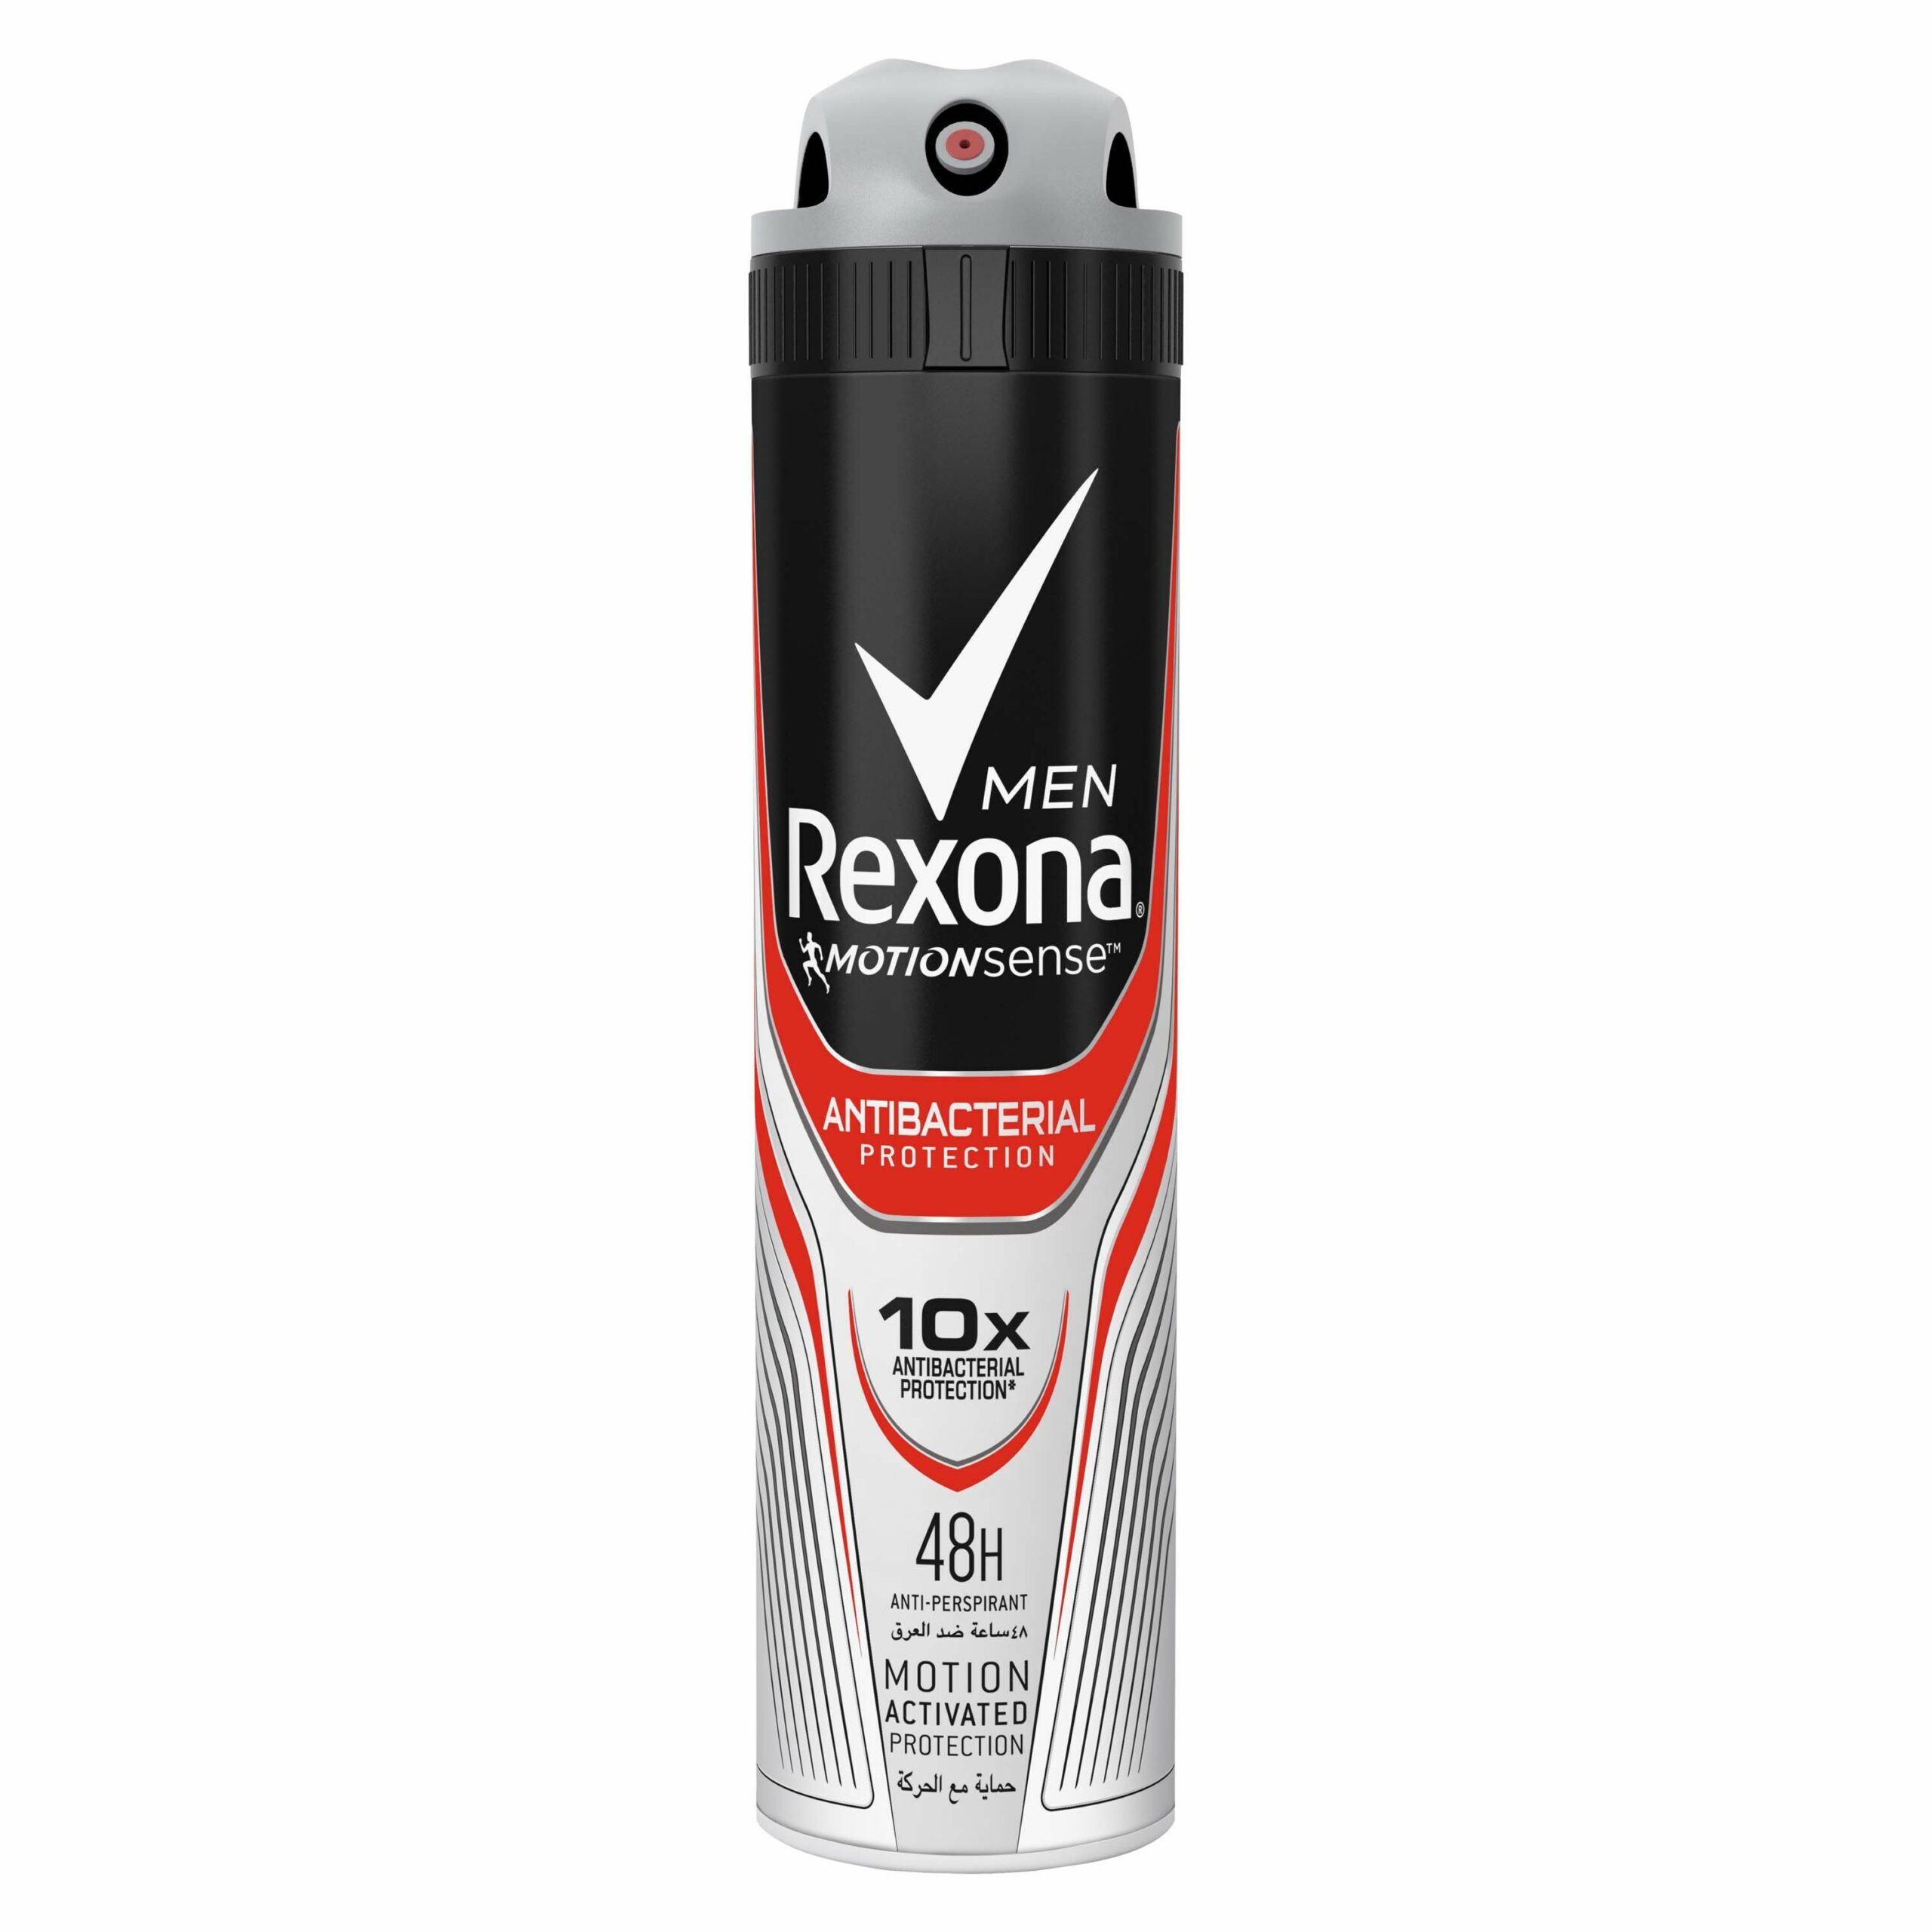 MEN
Rexona®
MOTIONsense™
ANTIBACTERIAL
PROTECTION
10x
ANTIBACTERIAL
PROTECTION*
48H
ANTI-PERSPIRANT
٤٨ساعة ضد العرق
MOTION
ACTIVATED
PROTECTION
حماية مع الحركة